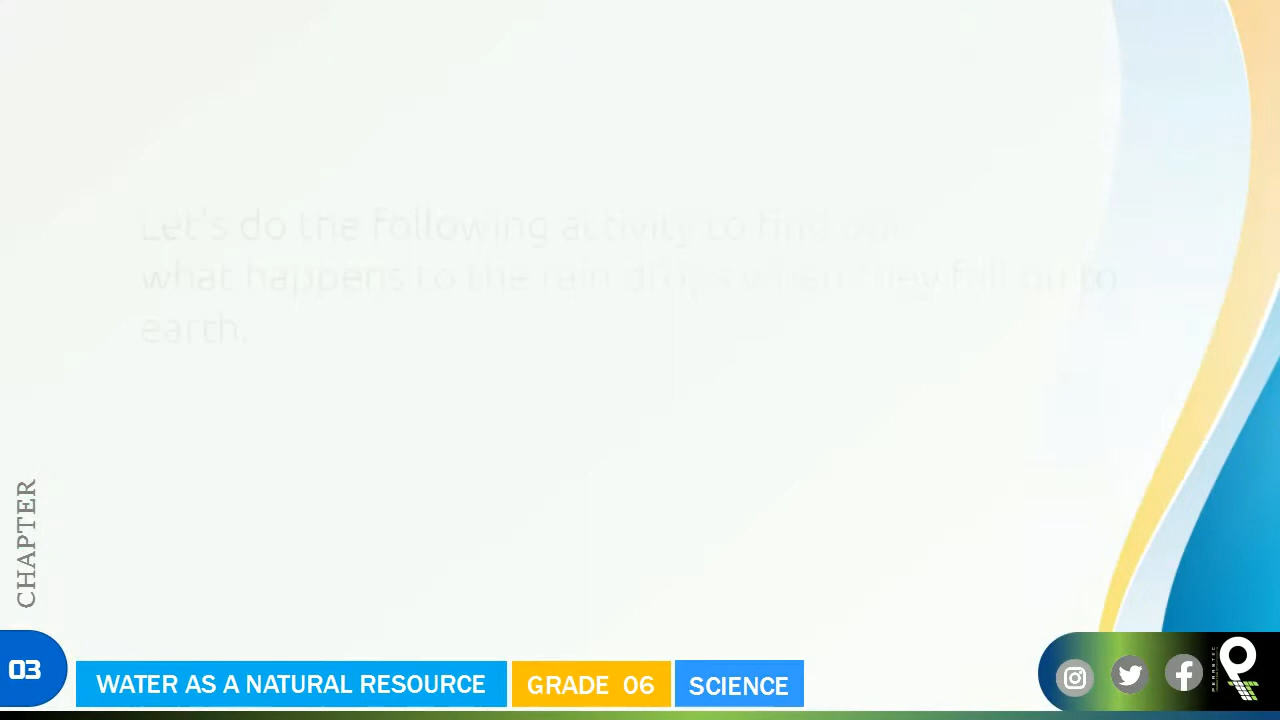 Let's do the following activity to find out
what happens to the rain drops when they fall on to
earth.
CHAPTER
03
WATER AS A NATURAL RESOURCE
GRADE 06
SCIENCE